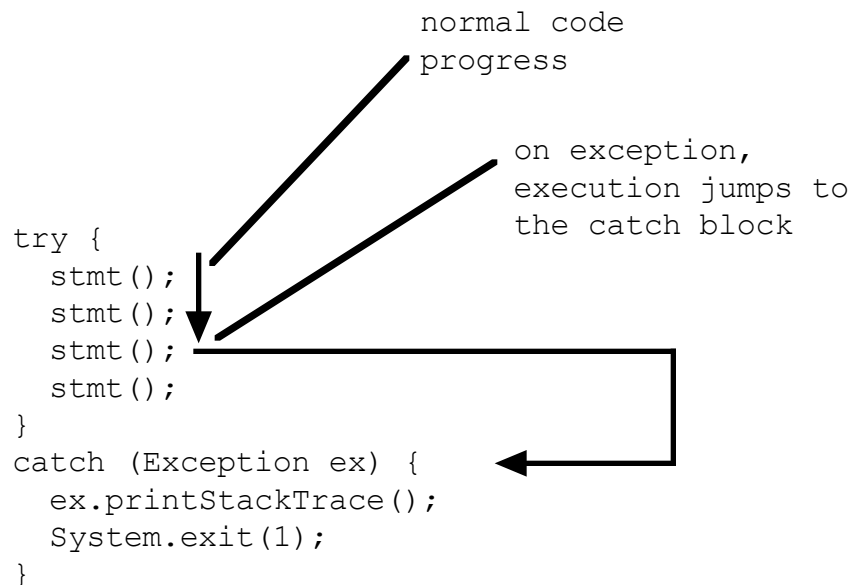 normal code
progress
on exception,
execution jumps to
the catch block
try {
  stmt();
  stmt();
  stmt();
  stmt();
}
catch (Exception ex) {
  ex.printStackTrace();
  System.exit(1);
}